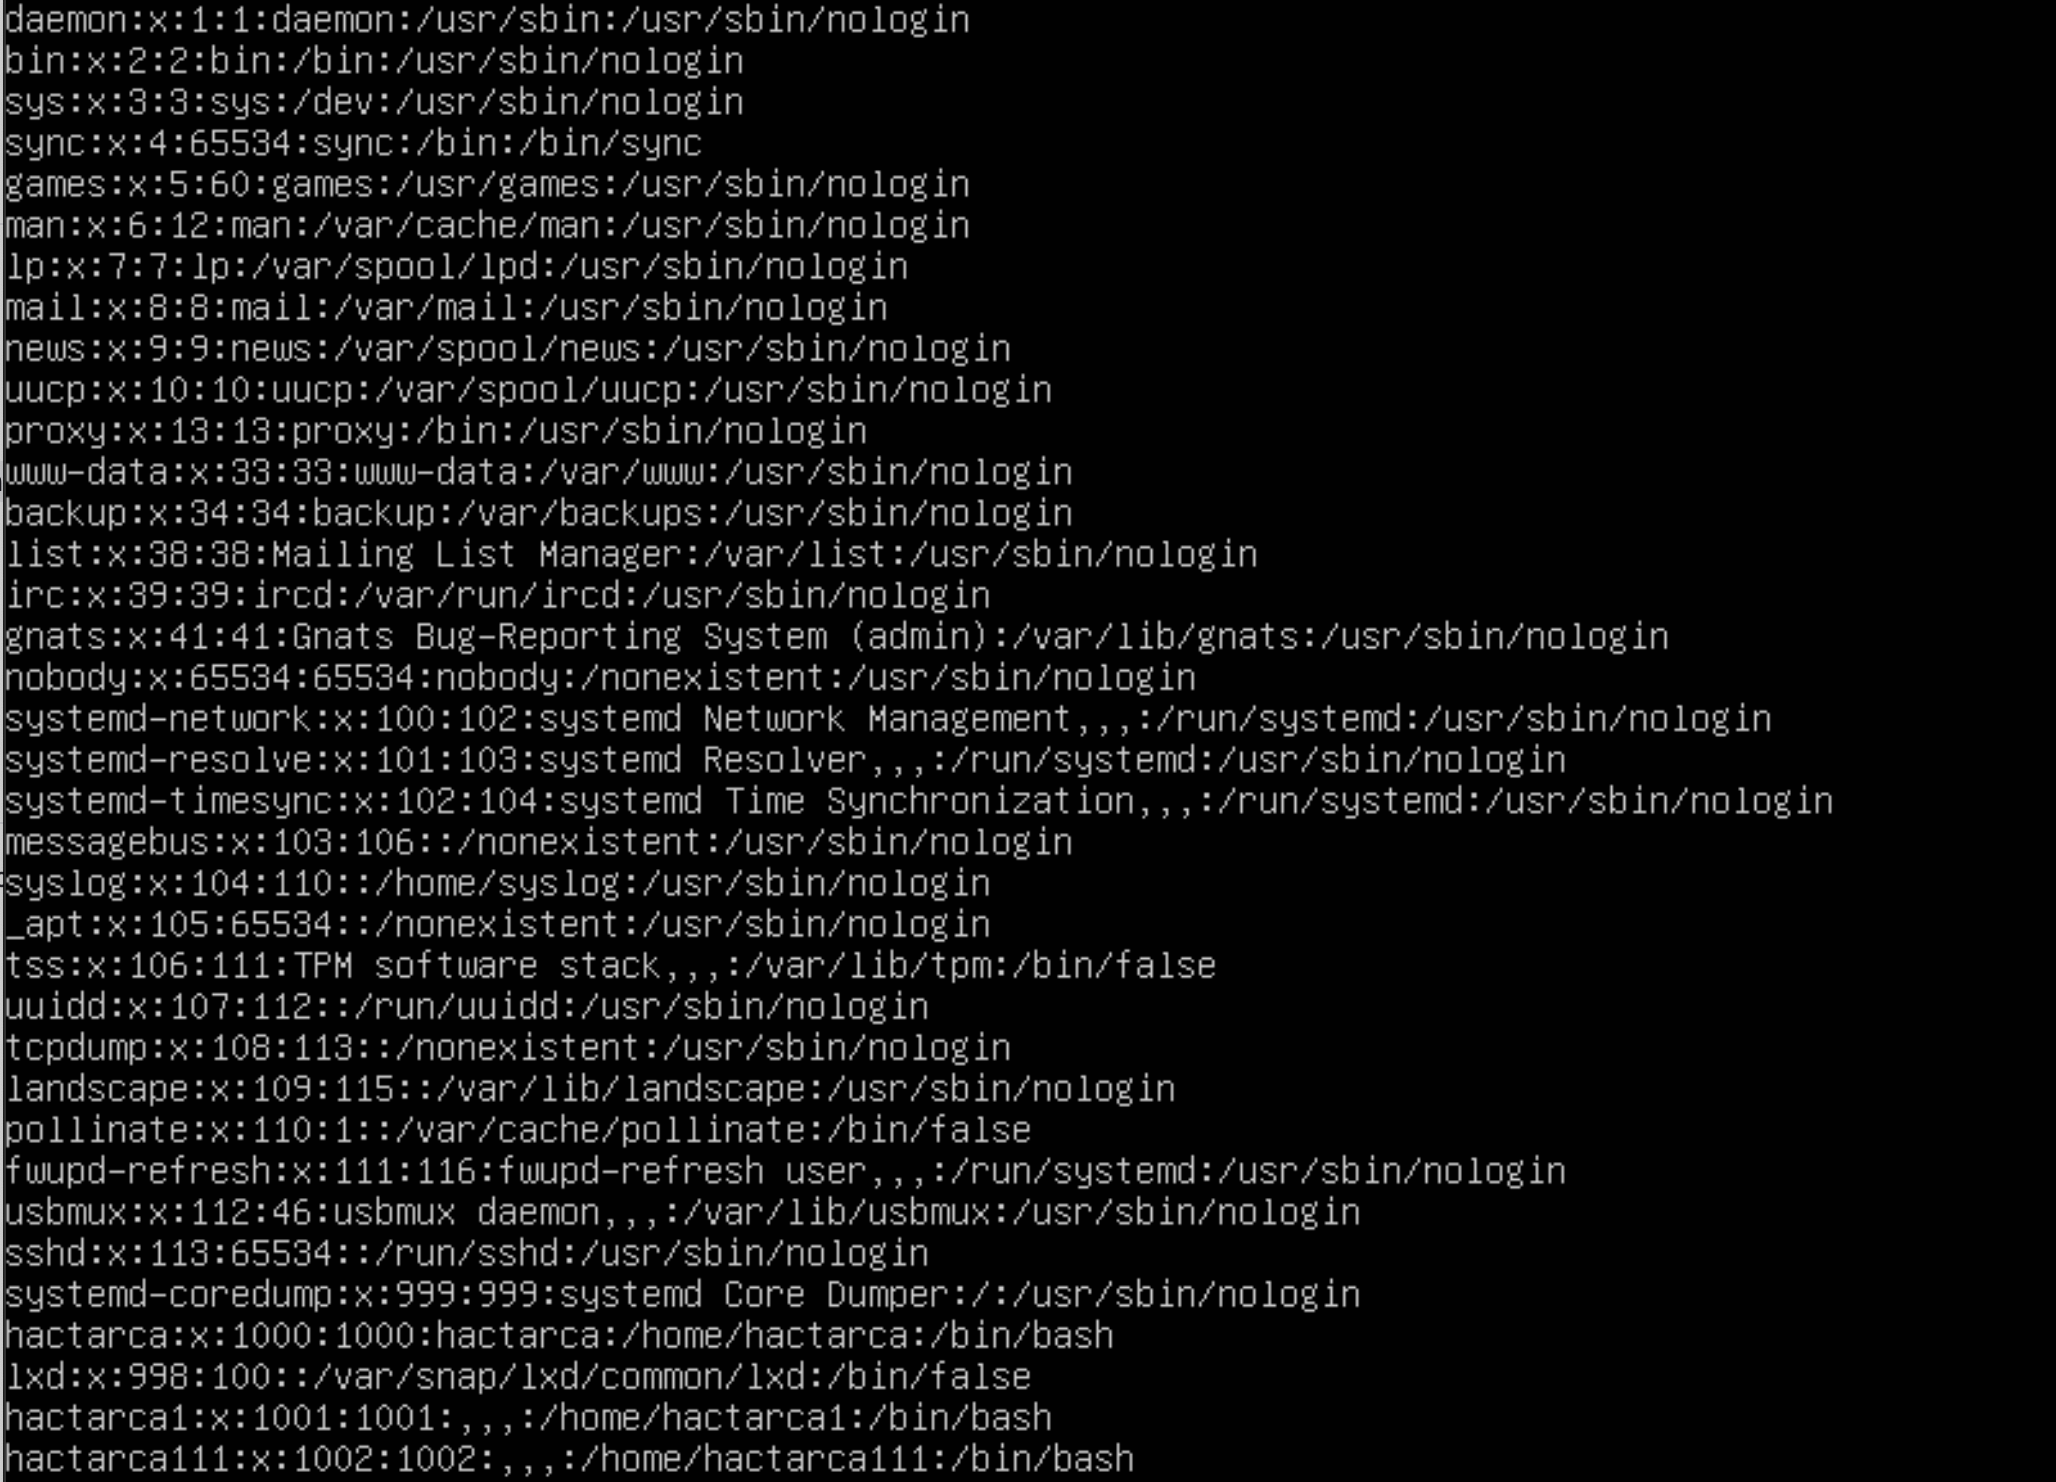 daemon:x:1:1:daemon:/usr/sbin:/usr/sbin/nologin
bin:x:2:2:bin:/bin:/usr/sbin/nologin
sys:x:3:3:sys:/dev:/usr/sbin/nologin
sync:x:4:65534:sync:/bin:/bin/sync
games:x:5:60:games:/usr/games:/usr/sbin/nologin
man:x:6:12:man:/var/cache/man:/usr/sbin/nologin
lp:x:7:7:lp:/var/spool/lpd:/usr/sbin/nologin
mail:x:8:8:mail:/var/mail:/usr/sbin/nologin
news:x:9:9:news:/var/spool/news:/usr/sbin/nologin
uucp:x:10:10:uucp:/var/spool/uucp:/usr/sbin/nologin
proxy:x:13:13:proxy:/bin:/usr/sbin/nologin
www-data:x:33:33:www-data:/var/www:/usr/sbin/nologin
backup:x:34:34:backup:/var/backups:/usr/sbin/nologin
list:x:38:38:Mailing List Manager:/var/list:/usr/sbin/nologin
irc:x:39:39:ircd:/var/run/ircd:/usr/sbin/nologin
gnats:x:41:41:Gnats Bug-Reporting System (admin):/var/lib/gnats:/usr/sbin/nologin
nobody:x:65534:65534:nobody:/nonexistent:/usr/sbin/nologin
systemd-network:x:100:102:systemd Network Management,,,:/run/systemd:/usr/sbin/nologin
systemd-resolve:x:101:103:systemd Resolver,,,:/run/systemd:/usr/sbin/nologin
systemd-timesync:x:102:104:systemd Time Synchronization,,,:/run/systemd:/usr/sbin/nologin
messagebus:x:103:106::/nonexistent:/usr/sbin/nologin
syslog:x:104:110::/home/syslog:/usr/sbin/nologin
_apt:x:105:65534::/nonexistent:/usr/sbin/nologin
tss:x:106:111:TPM software stack,,,:/var/lib/tpm:/bin/false
uuidd:x:107:112::/run/uuidd:/usr/sbin/nologin
tcpdump:x:108:113::/nonexistent:/usr/sbin/nologin
landscape:x:109:115::/var/lib/landscape:/usr/sbin/nologin
pollinate:x:110:1::/var/cache/pollinate:/bin/false
fwupd-refresh:x:111:116:fwupd-refresh user,,,:/run/systemd:/usr/sbin/nologin
usbmux:x:112:46:usbmux daemon,,,:/var/lib/usbmux:/usr/sbin/nologin
sshd:x:113:65534::/run/sshd:/usr/sbin/nologin
systemd-coredump:x:999:999:systemd Core Dumper:/:/usr/sbin/nologin
hactarca:x:1000:1000:hactarca:/home/hactarca:/bin/bash
lxd:x:998:100::/var/snap/lxd/common/lxd:/bin/false
hactarca1:x:1001:1001:,,,:/home/hactarca1:/bin/bash
hactarca111:x:1002:1002:,,,:/home/hactarca111:/bin/bash